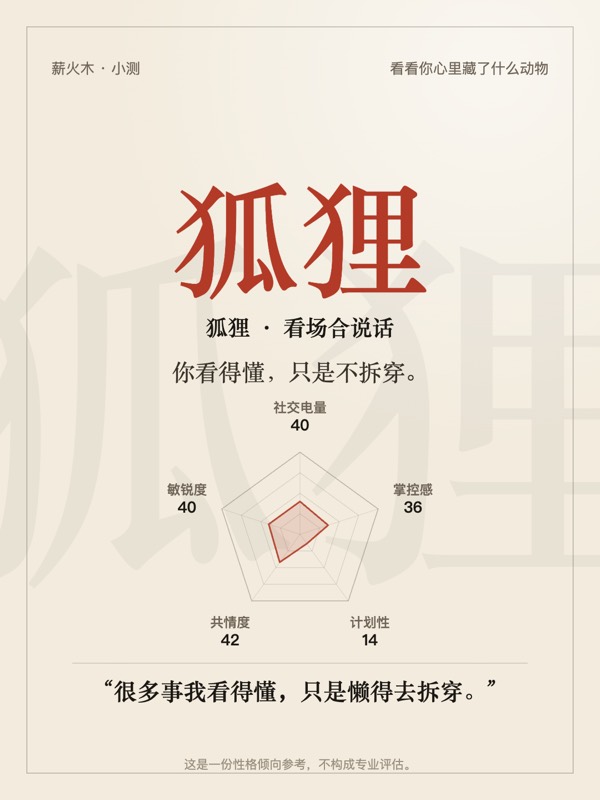 薪火木 · 小测
看看你心里藏了什么动物
狐狸
狐狸 · 看场合说话
你看得懂，只是不拆穿。
社交电量
40
敏锐度
40
掌控感
36
共情度
42
计划性
14
“很多事我看得懂，只是懒得去拆穿。”
这是一份性格倾向参考，不构成专业评估。